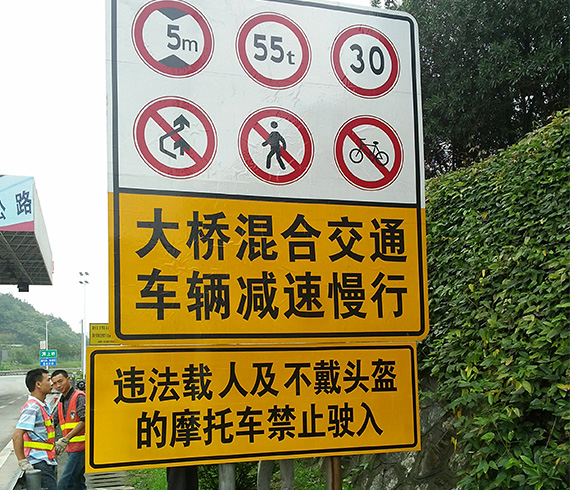 5m 55t 30
大桥混合交通
车辆减速慢行
违法载人及不戴头盔
的摩托车禁止驶入
公路